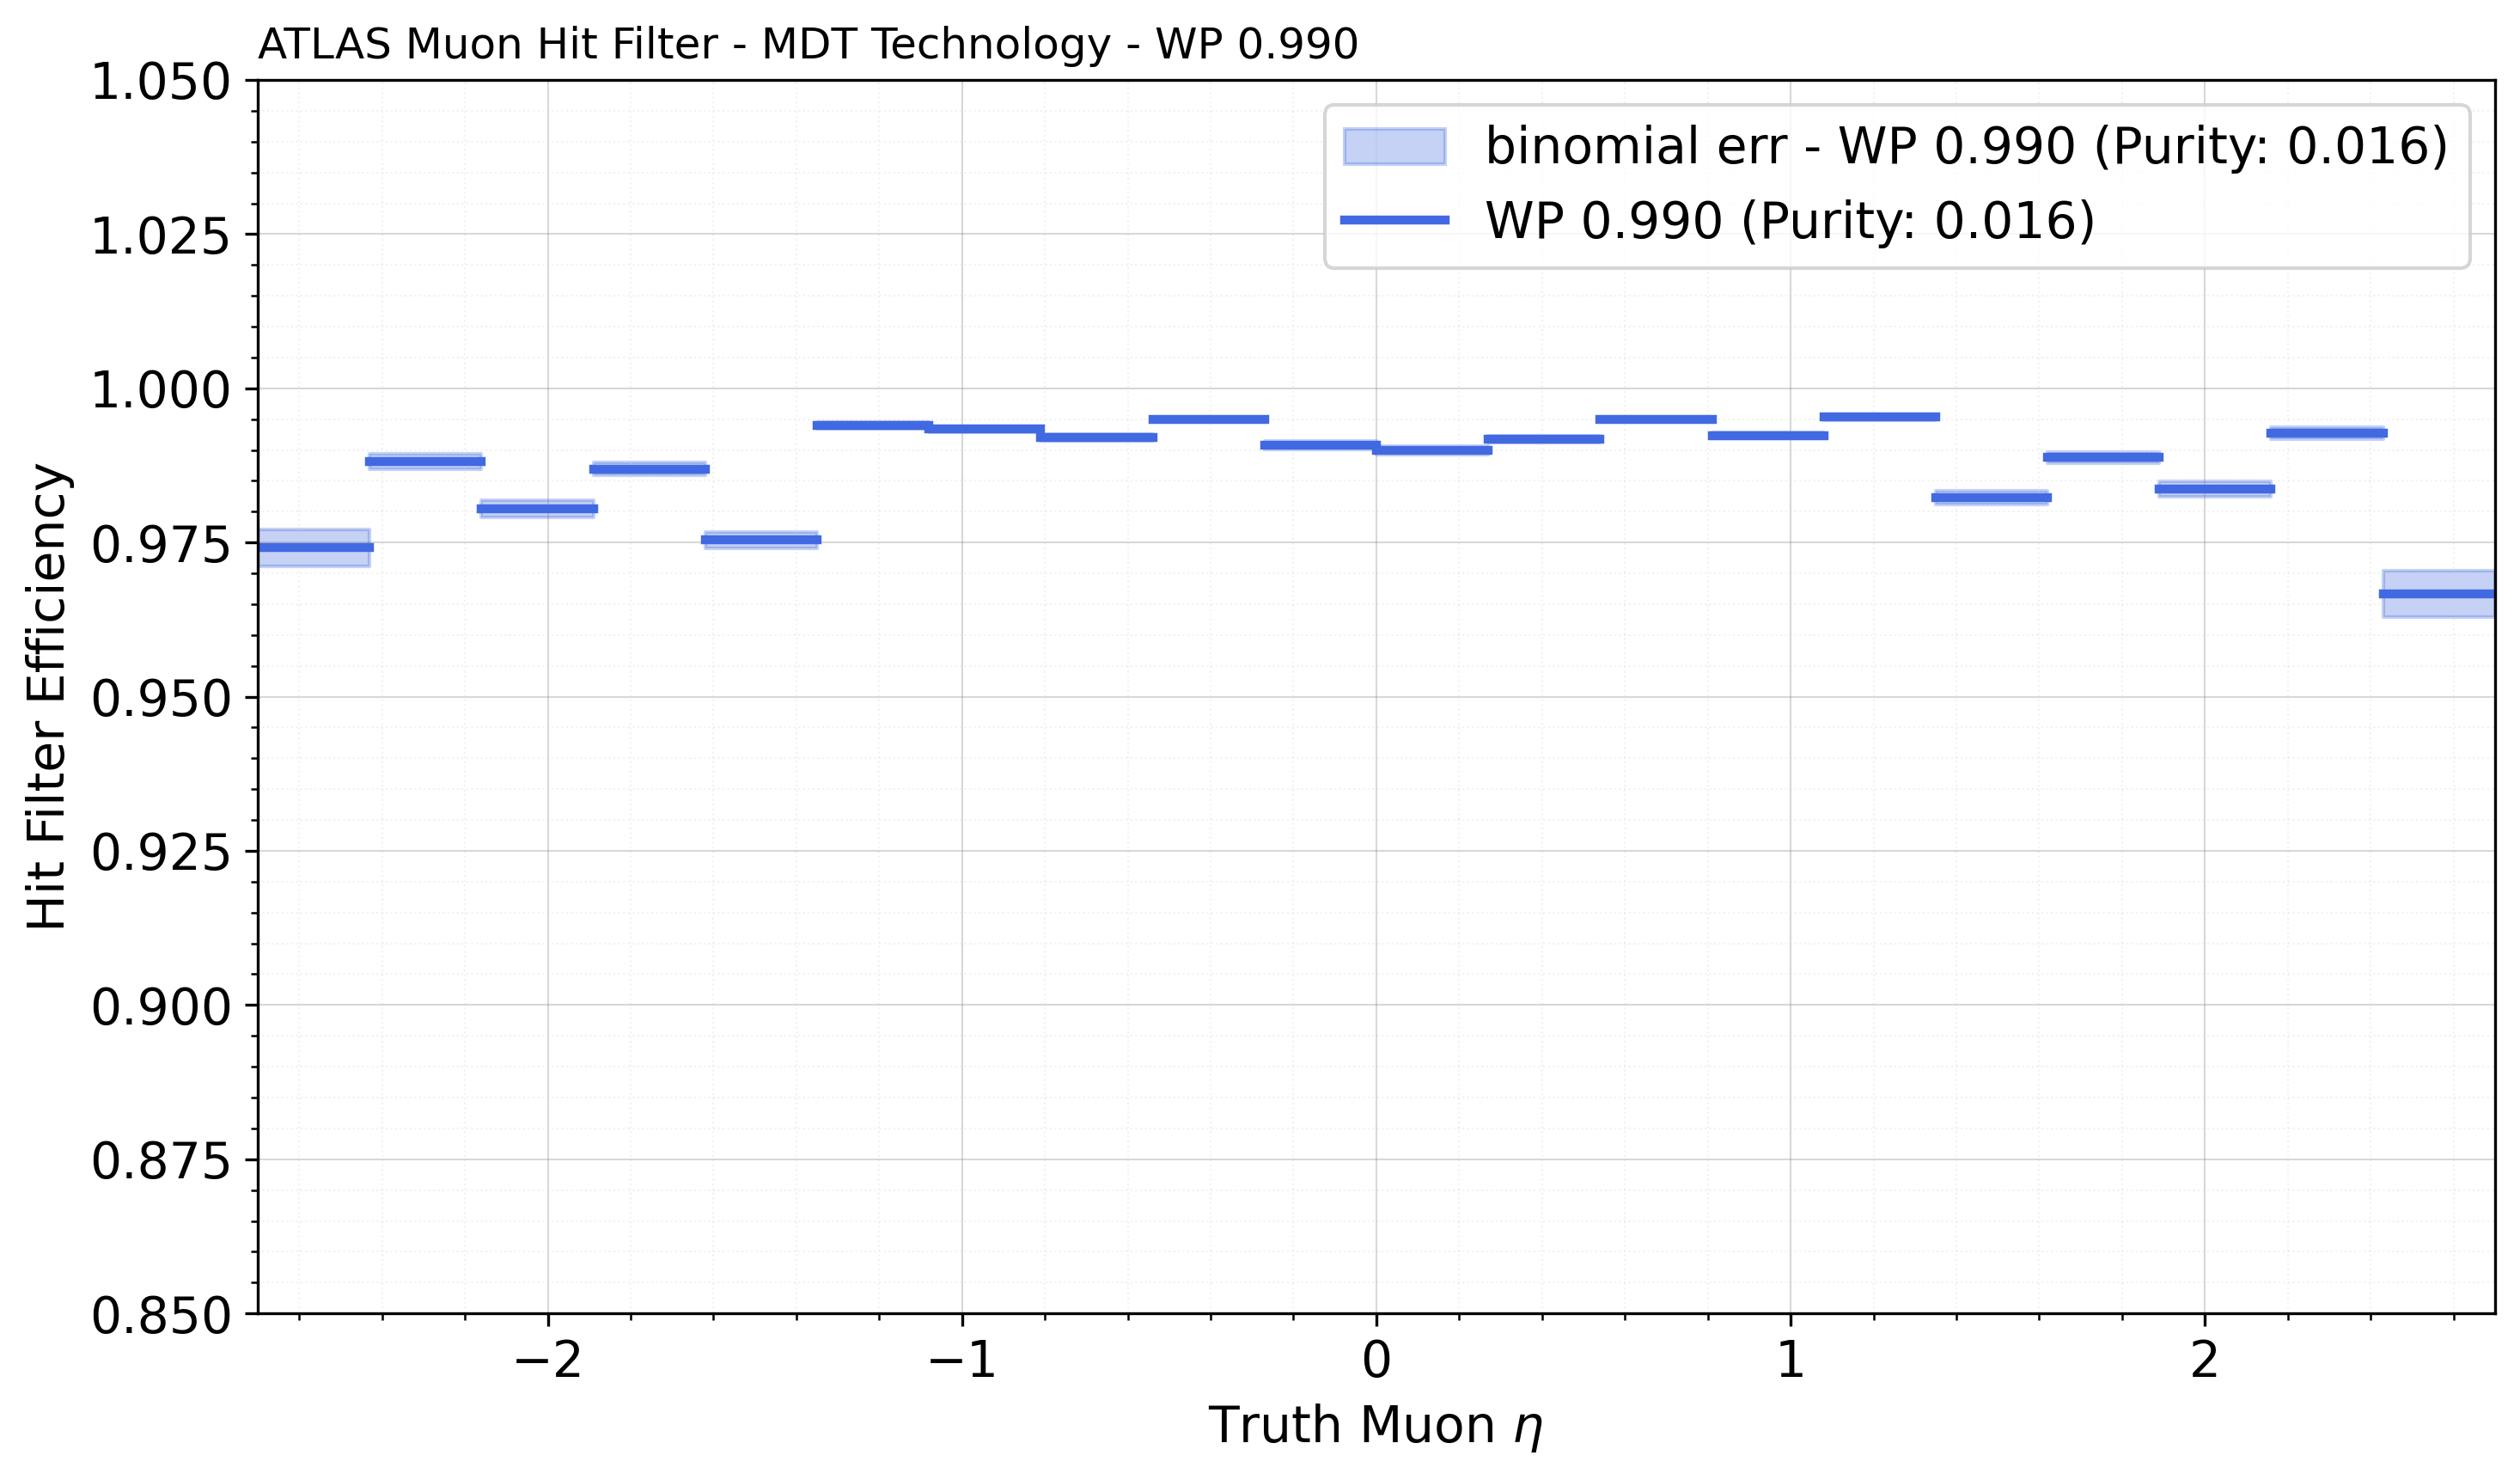 ATLAS Muon Hit Filter - MDT Technology - WP 0.990
binomial err - WP 0.990 (Purity: 0.016)
WP 0.990 (Purity: 0.016)
Hit Filter Efficiency
1.050
1.025
1.000
0.975
0.950
0.925
0.900
0.875
0.850
−2 −1 0 1 2
Truth Muon η